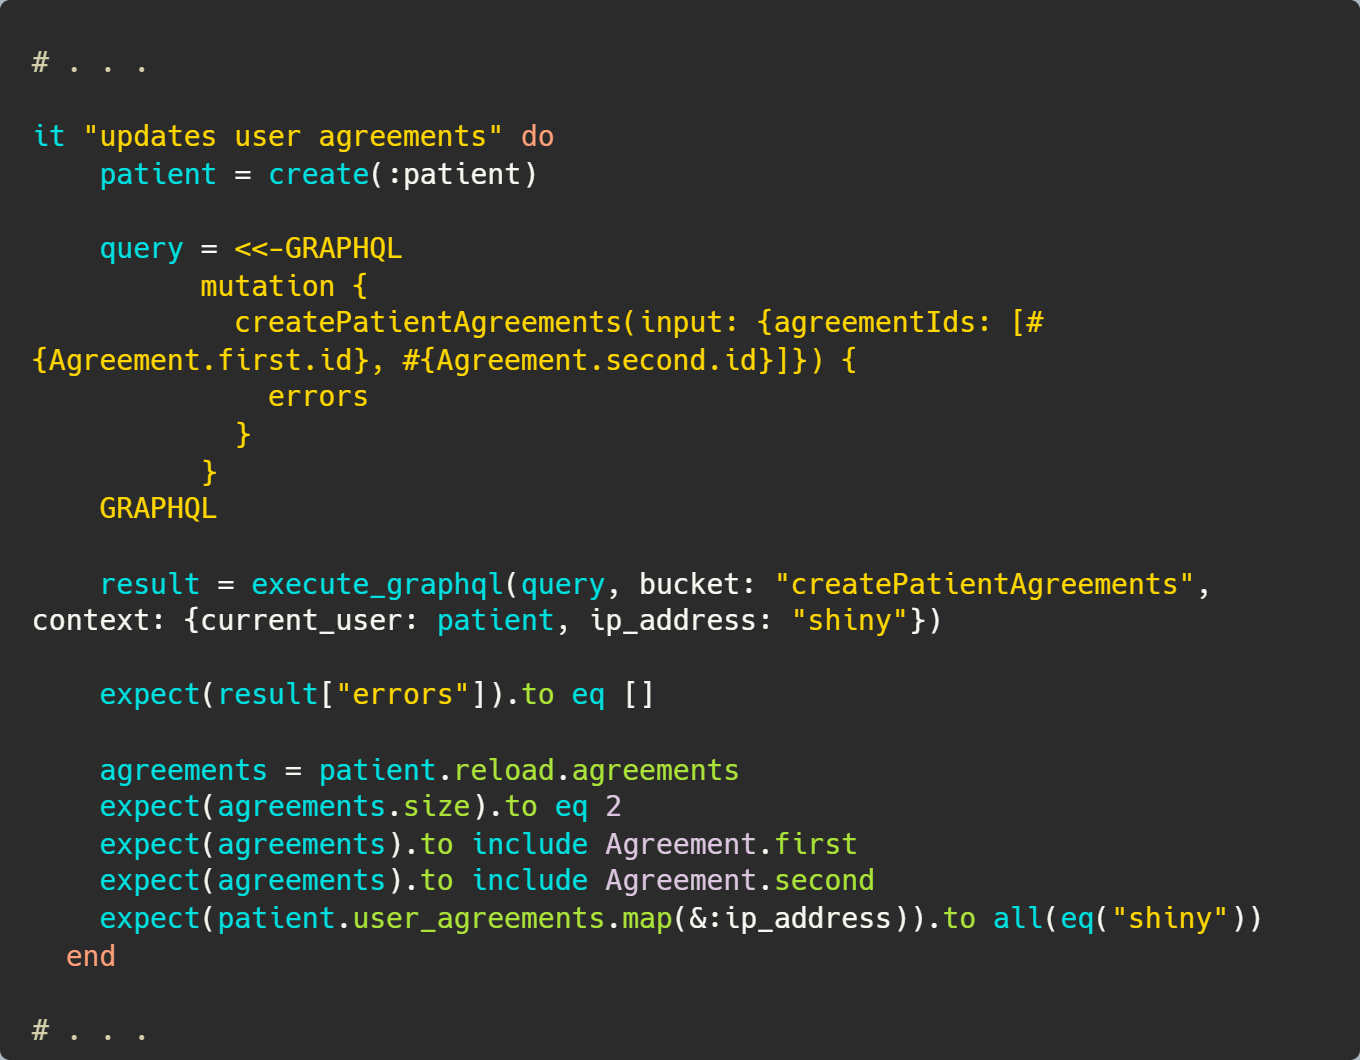 # . . .
it "updates user agreements" do
    patient = create(:patient)
    query = <<-GRAPHQL
          mutation {
            createPatientAgreements(input: {agreementIds: [#
{Agreement.first.id}, #{Agreement.second.id}]}) {
              errors
            }
          }
    GRAPHQL
    result = execute_graphql(query, bucket: "createPatientAgreements",
context: {current_user: patient, ip_address: "shiny"})
    expect(result["errors"]).to eq []
    agreements = patient.reload.agreements
    expect(agreements.size).to eq 2
    expect(agreements).to include Agreement.first
    expect(agreements).to include Agreement.second
    expect(patient.user_agreements.map(&:ip_address)).to all(eq("shiny"))
  end
# . . .